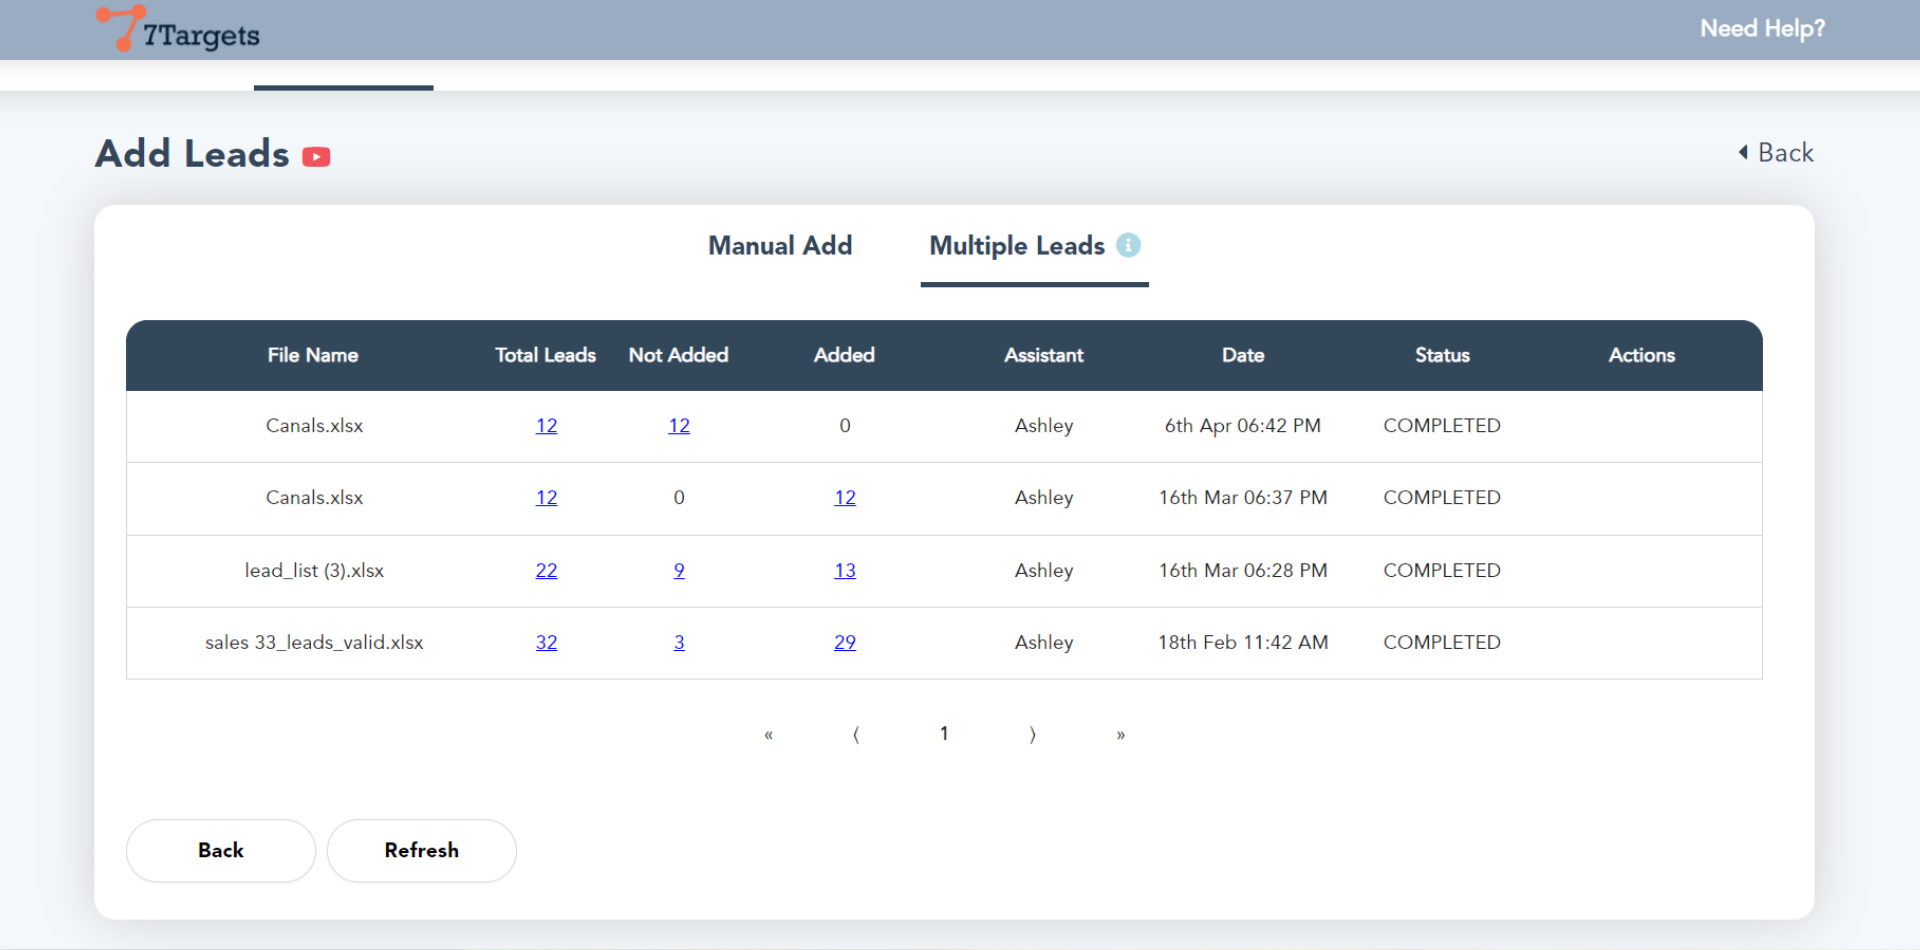 7Targets
Need Help?
Add Leads
Back
Manual Add Multiple Leads
File Name Total Leads Not Added Added Assistant Date Status Actions
Canals.xlsx 12 12 0 Ashley 6th Apr 06:42 PM COMPLETED
Canals.xlsx 12 0 12 Ashley 16th Mar 06:37 PM COMPLETED
lead_list (3).xlsx 22 9 13 Ashley 16th Mar 06:28 PM COMPLETED
sales 33_leads_valid.xlsx 32 3 29 Ashley 18th Feb 11:42 AM COMPLETED
« ⟨ 1 ⟩ »
Back Refresh